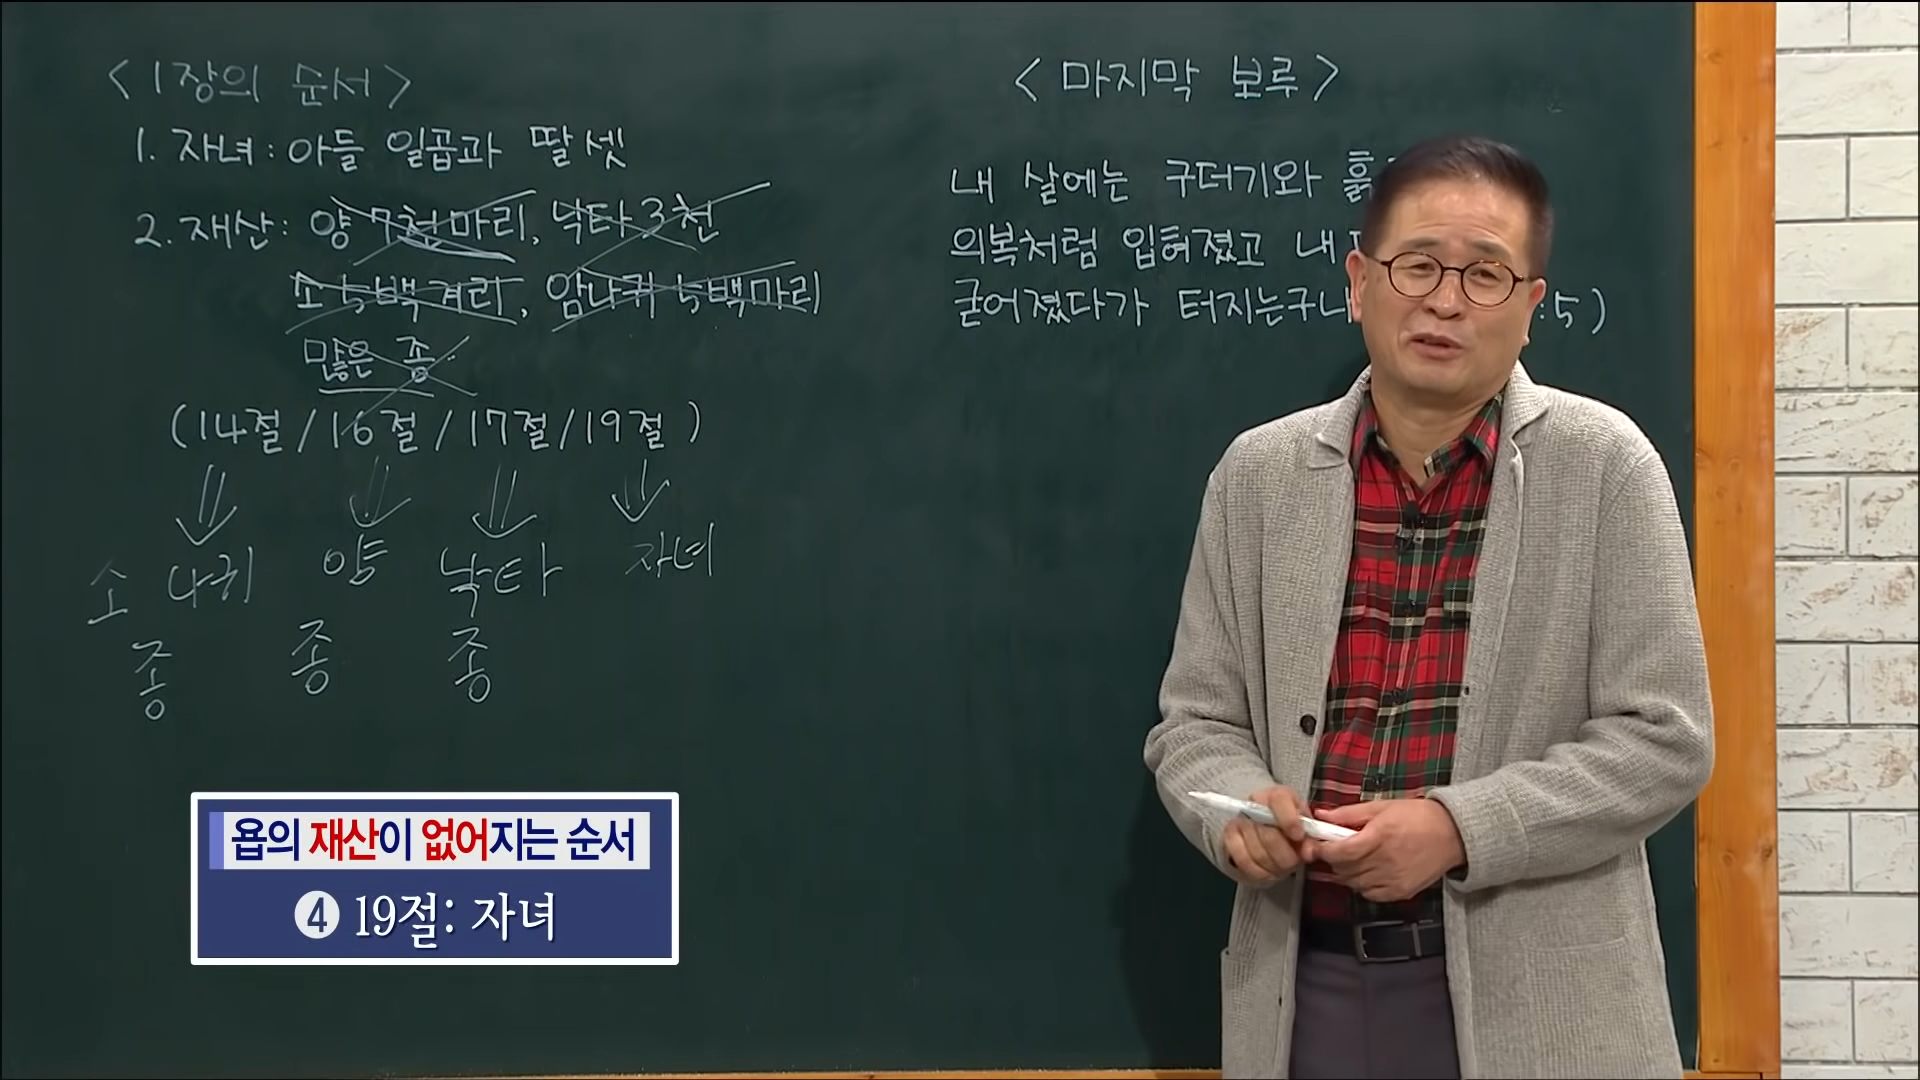 <1장의 순서>
1. 자녀: 아들 일곱과 딸 셋
2. 재산: 양 7천마리, 낙타 3천
소 5백겨리, 암나귀 5백마리
많은 종
(14절/16절/17절/19절)
소 나귀 양 낙타 자녀
종 종 종
<마지막 보루>
내 살에는 구더기와
의복처럼 입혀졌고 내
굳어졌다가 터지는구나 :5)
욥의 재산이 없어지는 순서
❹ 19절: 자녀